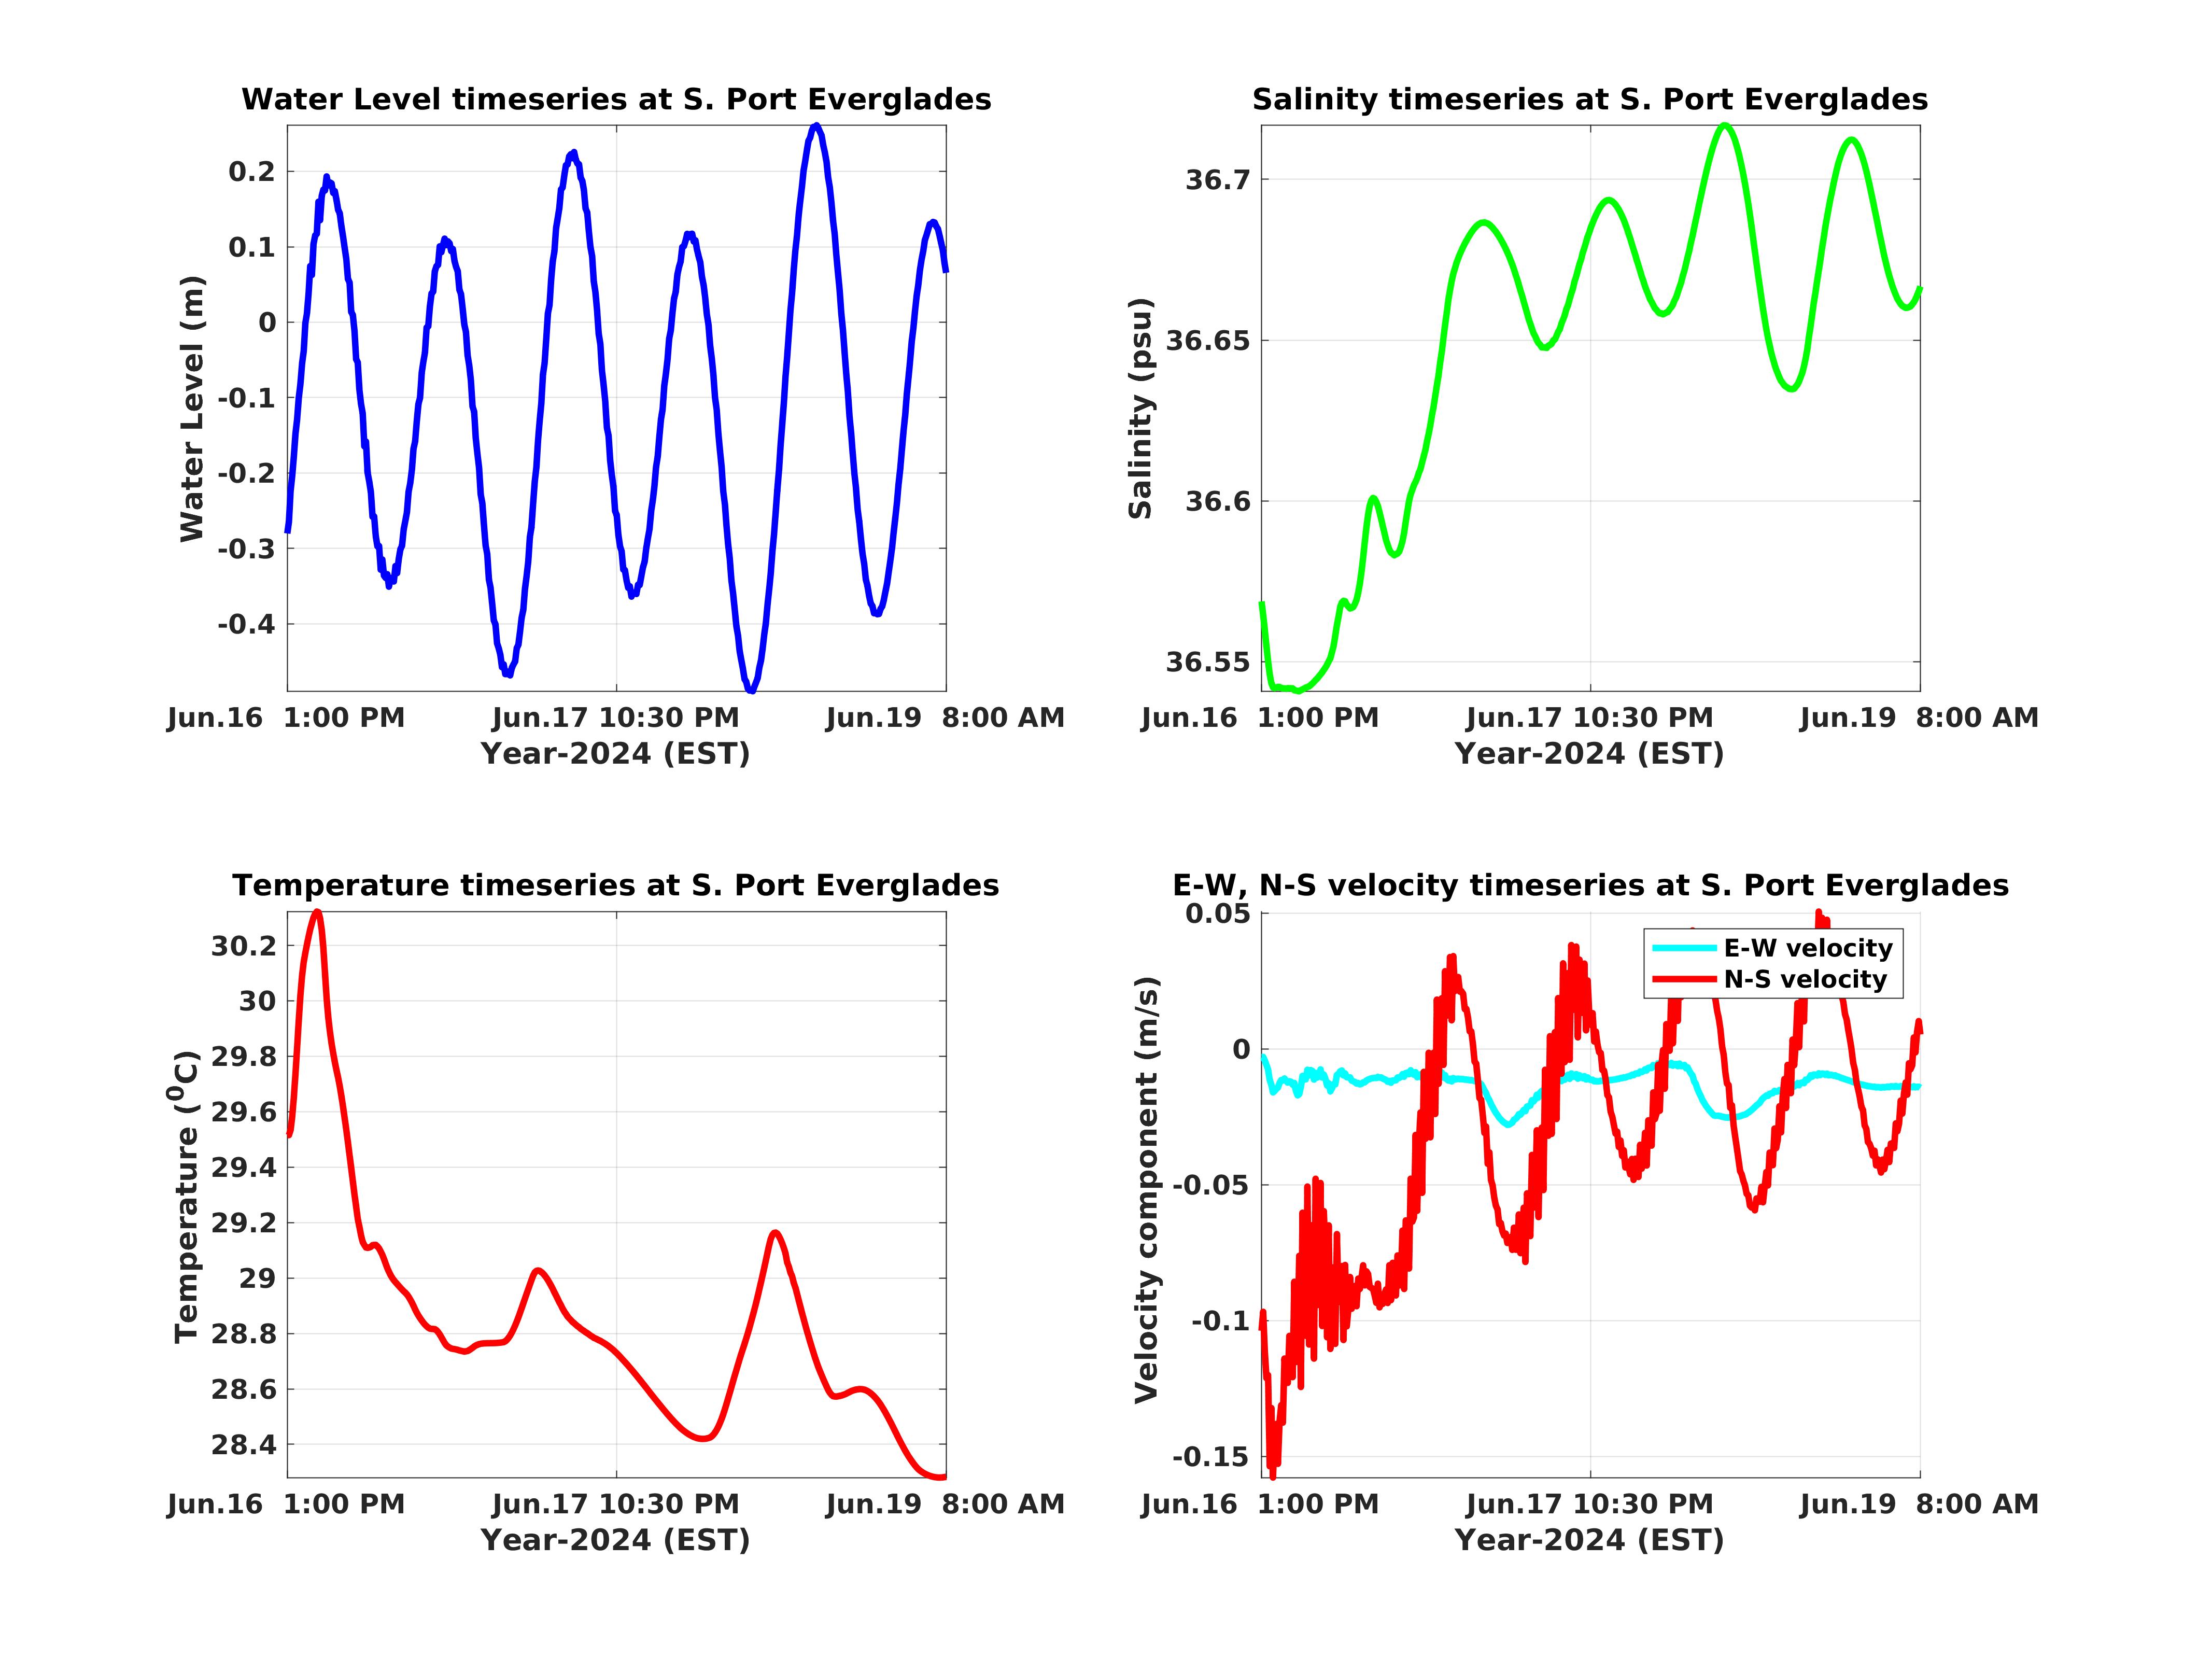 Water Level timeseries at S. Port Everglades
0.2
0.1
0
-0.1
-0.2
-0.3
-0.4
Water Level (m)
Jun.16 1:00 PM
Jun.17 10:30 PM
Jun.19 8:00 AM
Year-2024 (EST)
Salinity timeseries at S. Port Everglades
36.7
36.65
36.6
36.55
Salinity (psu)
Jun.16 1:00 PM
Jun.17 10:30 PM
Jun.19 8:00 AM
Year-2024 (EST)
Temperature timeseries at S. Port Everglades
30.2
30
29.8
29.6
29.4
29.2
29
28.8
28.6
28.4
Temperature (⁰C)
Jun.16 1:00 PM
Jun.17 10:30 PM
Jun.19 8:00 AM
Year-2024 (EST)
E-W, N-S velocity timeseries at S. Port Everglades
0.05
0
-0.05
-0.1
-0.15
Velocity component (m/s)
E-W velocity
N-S velocity
Jun.16 1:00 PM
Jun.17 10:30 PM
Jun.19 8:00 AM
Year-2024 (EST)